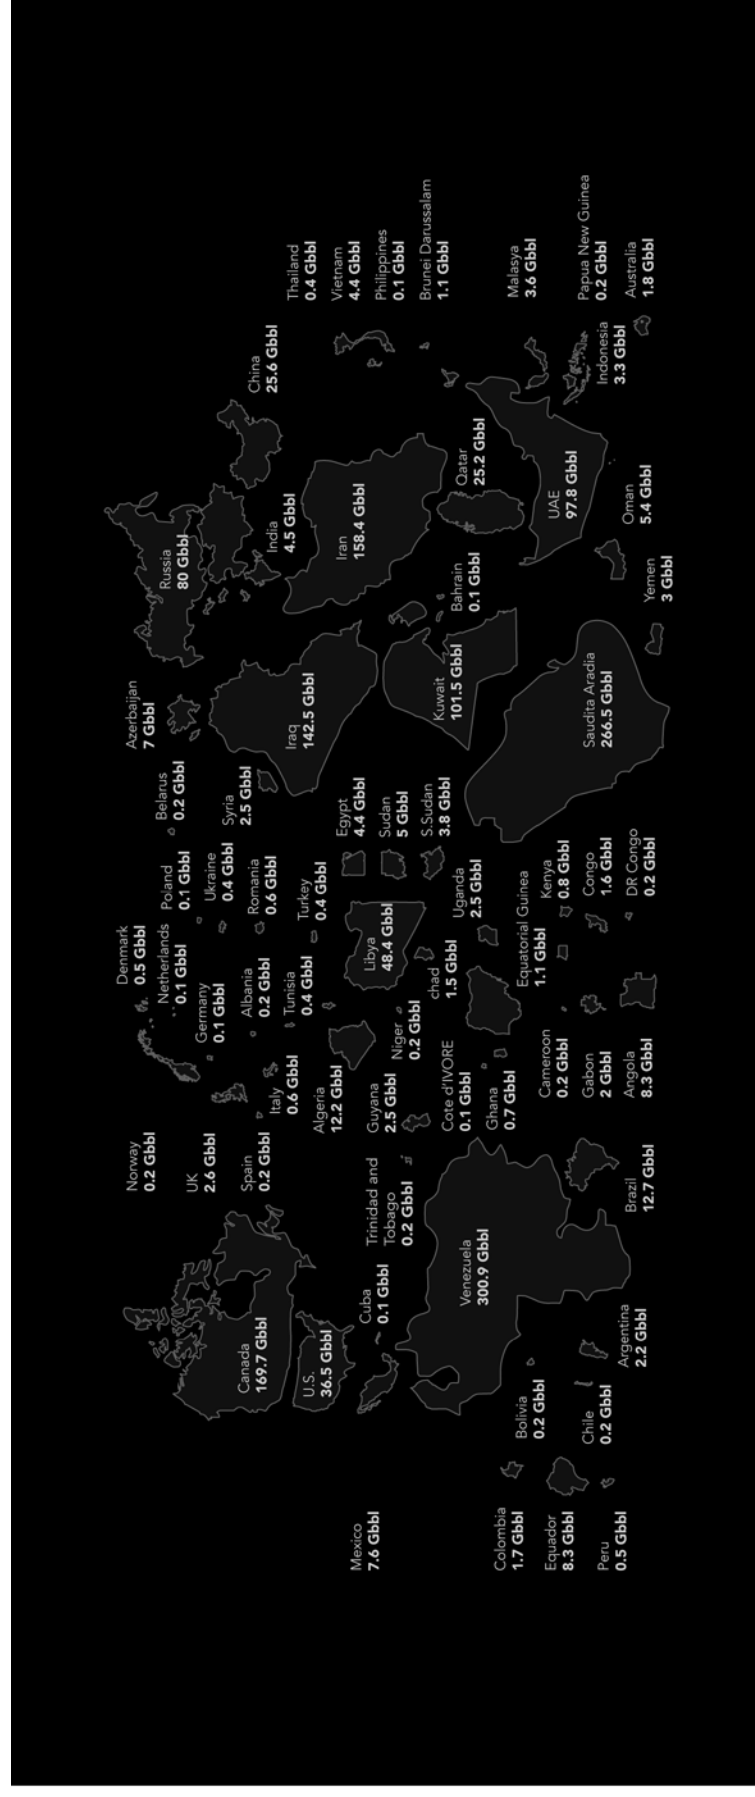 Canada
169.7 Gbbl
U.S.
36.5 Gbbl
Mexico
7.6 Gbbl
Cuba
0.1 Gbbl
Trinidad and
Tobago
0.2 Gbbl
Guyana
2.5 Gbbl
Venezuela
300.9 Gbbl
Colombia
1.7 Gbbl
Equador
8.3 Gbbl
Peru
0.5 Gbbl
Bolivia
0.2 Gbbl
Chile
0.2 Gbbl
Argentina
2.2 Gbbl
Brazil
12.7 Gbbl
Norway
0.2 Gbbl
UK
2.6 Gbbl
Spain
0.2 Gbbl
Denmark
0.5 Gbbl
Netherlands
0.1 Gbbl
Germany
0.1 Gbbl
Albania
0.2 Gbbl
Italy
0.6 Gbbl
Tunisia
0.4 Gbbl
Poland
0.1 Gbbl
Ukraine
0.4 Gbbl
Romania
0.6 Gbbl
Turkey
0.4 Gbbl
Belarus
0.2 Gbbl
Azerbaijan
7 Gbbl
Russia
80 Gbbl
Syria
2.5 Gbbl
Iraq
142.5 Gbbl
Iran
158.4 Gbbl
India
4.5 Gbbl
China
25.6 Gbbl
Thailand
0.4 Gbbl
Vietnam
4.4 Gbbl
Philippines
0.1 Gbbl
Brunei Darussalam
1.1 Gbbl
Malasya
3.6 Gbbl
Papua New Guinea
0.2 Gbbl
Australia
1.8 Gbbl
Indonesia
3.3 Gbbl
Algeria
12.2 Gbbl
Libya
48.4 Gbbl
Egypt
4.4 Gbbl
Sudan
5 Gbbl
S.Sudan
3.8 Gbbl
Niger
0.2 Gbbl
chad
1.5 Gbbl
Uganda
2.5 Gbbl
Cote d'IVORE
0.1 Gbbl
Ghana
0.7 Gbbl
Equatorial Guinea
1.1 Gbbl
Kenya
0.8 Gbbl
Cameroon
0.2 Gbbl
Gabon
2 Gbbl
Congo
1.6 Gbbl
DR Congo
0.2 Gbbl
Angola
8.3 Gbbl
Kuwait
101.5 Gbbl
Bahrain
0.1 Gbbl
Qatar
25.2 Gbbl
UAE
97.8 Gbbl
Saudita Aradia
266.5 Gbbl
Oman
5.4 Gbbl
Yemen
3 Gbbl